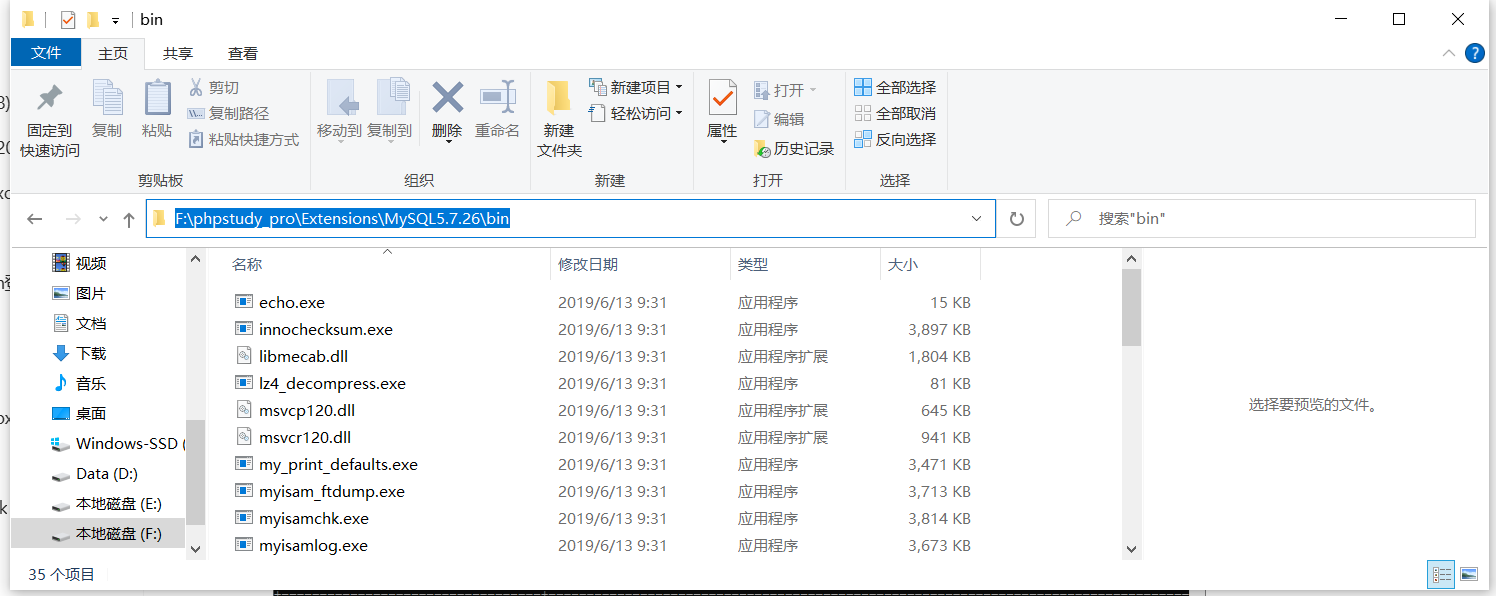 bin
文件 主页 共享 查看
固定到
快速访问
复制
粘贴
剪切
复制路径
粘贴快捷方式
剪贴板
移动到 复制到 删除 重命名
组织
新建
文件夹
新建项目
轻松访问
新建
属性
打开
编辑
历史记录
打开
全部选择
全部取消
反向选择
选择
F:\phpstudy_pro\Extensions\MySQL5.7.26\bin
搜索"bin"
视频
图片
文档
下载
音乐
桌面
Windows-SSD (
Data (D:)
本地磁盘 (E:)
本地磁盘 (F:)
名称 修改日期 类型 大小
echo.exe 2019/6/13 9:31 应用程序 15 KB
innochecksum.exe 2019/6/13 9:31 应用程序 3,897 KB
libmecab.dll 2019/6/13 9:31 应用程序扩展 1,804 KB
lz4_decompress.exe 2019/6/13 9:31 应用程序 81 KB
msvcp120.dll 2019/6/13 9:31 应用程序扩展 645 KB
msvcr120.dll 2019/6/13 9:31 应用程序扩展 941 KB
my_print_defaults.exe 2019/6/13 9:31 应用程序 3,471 KB
myisam_ftdump.exe 2019/6/13 9:31 应用程序 3,713 KB
myisamchk.exe 2019/6/13 9:31 应用程序 3,814 KB
myisamlog.exe 2019/6/13 9:31 应用程序 3,673 KB
选择要预览的文件。
35 个项目